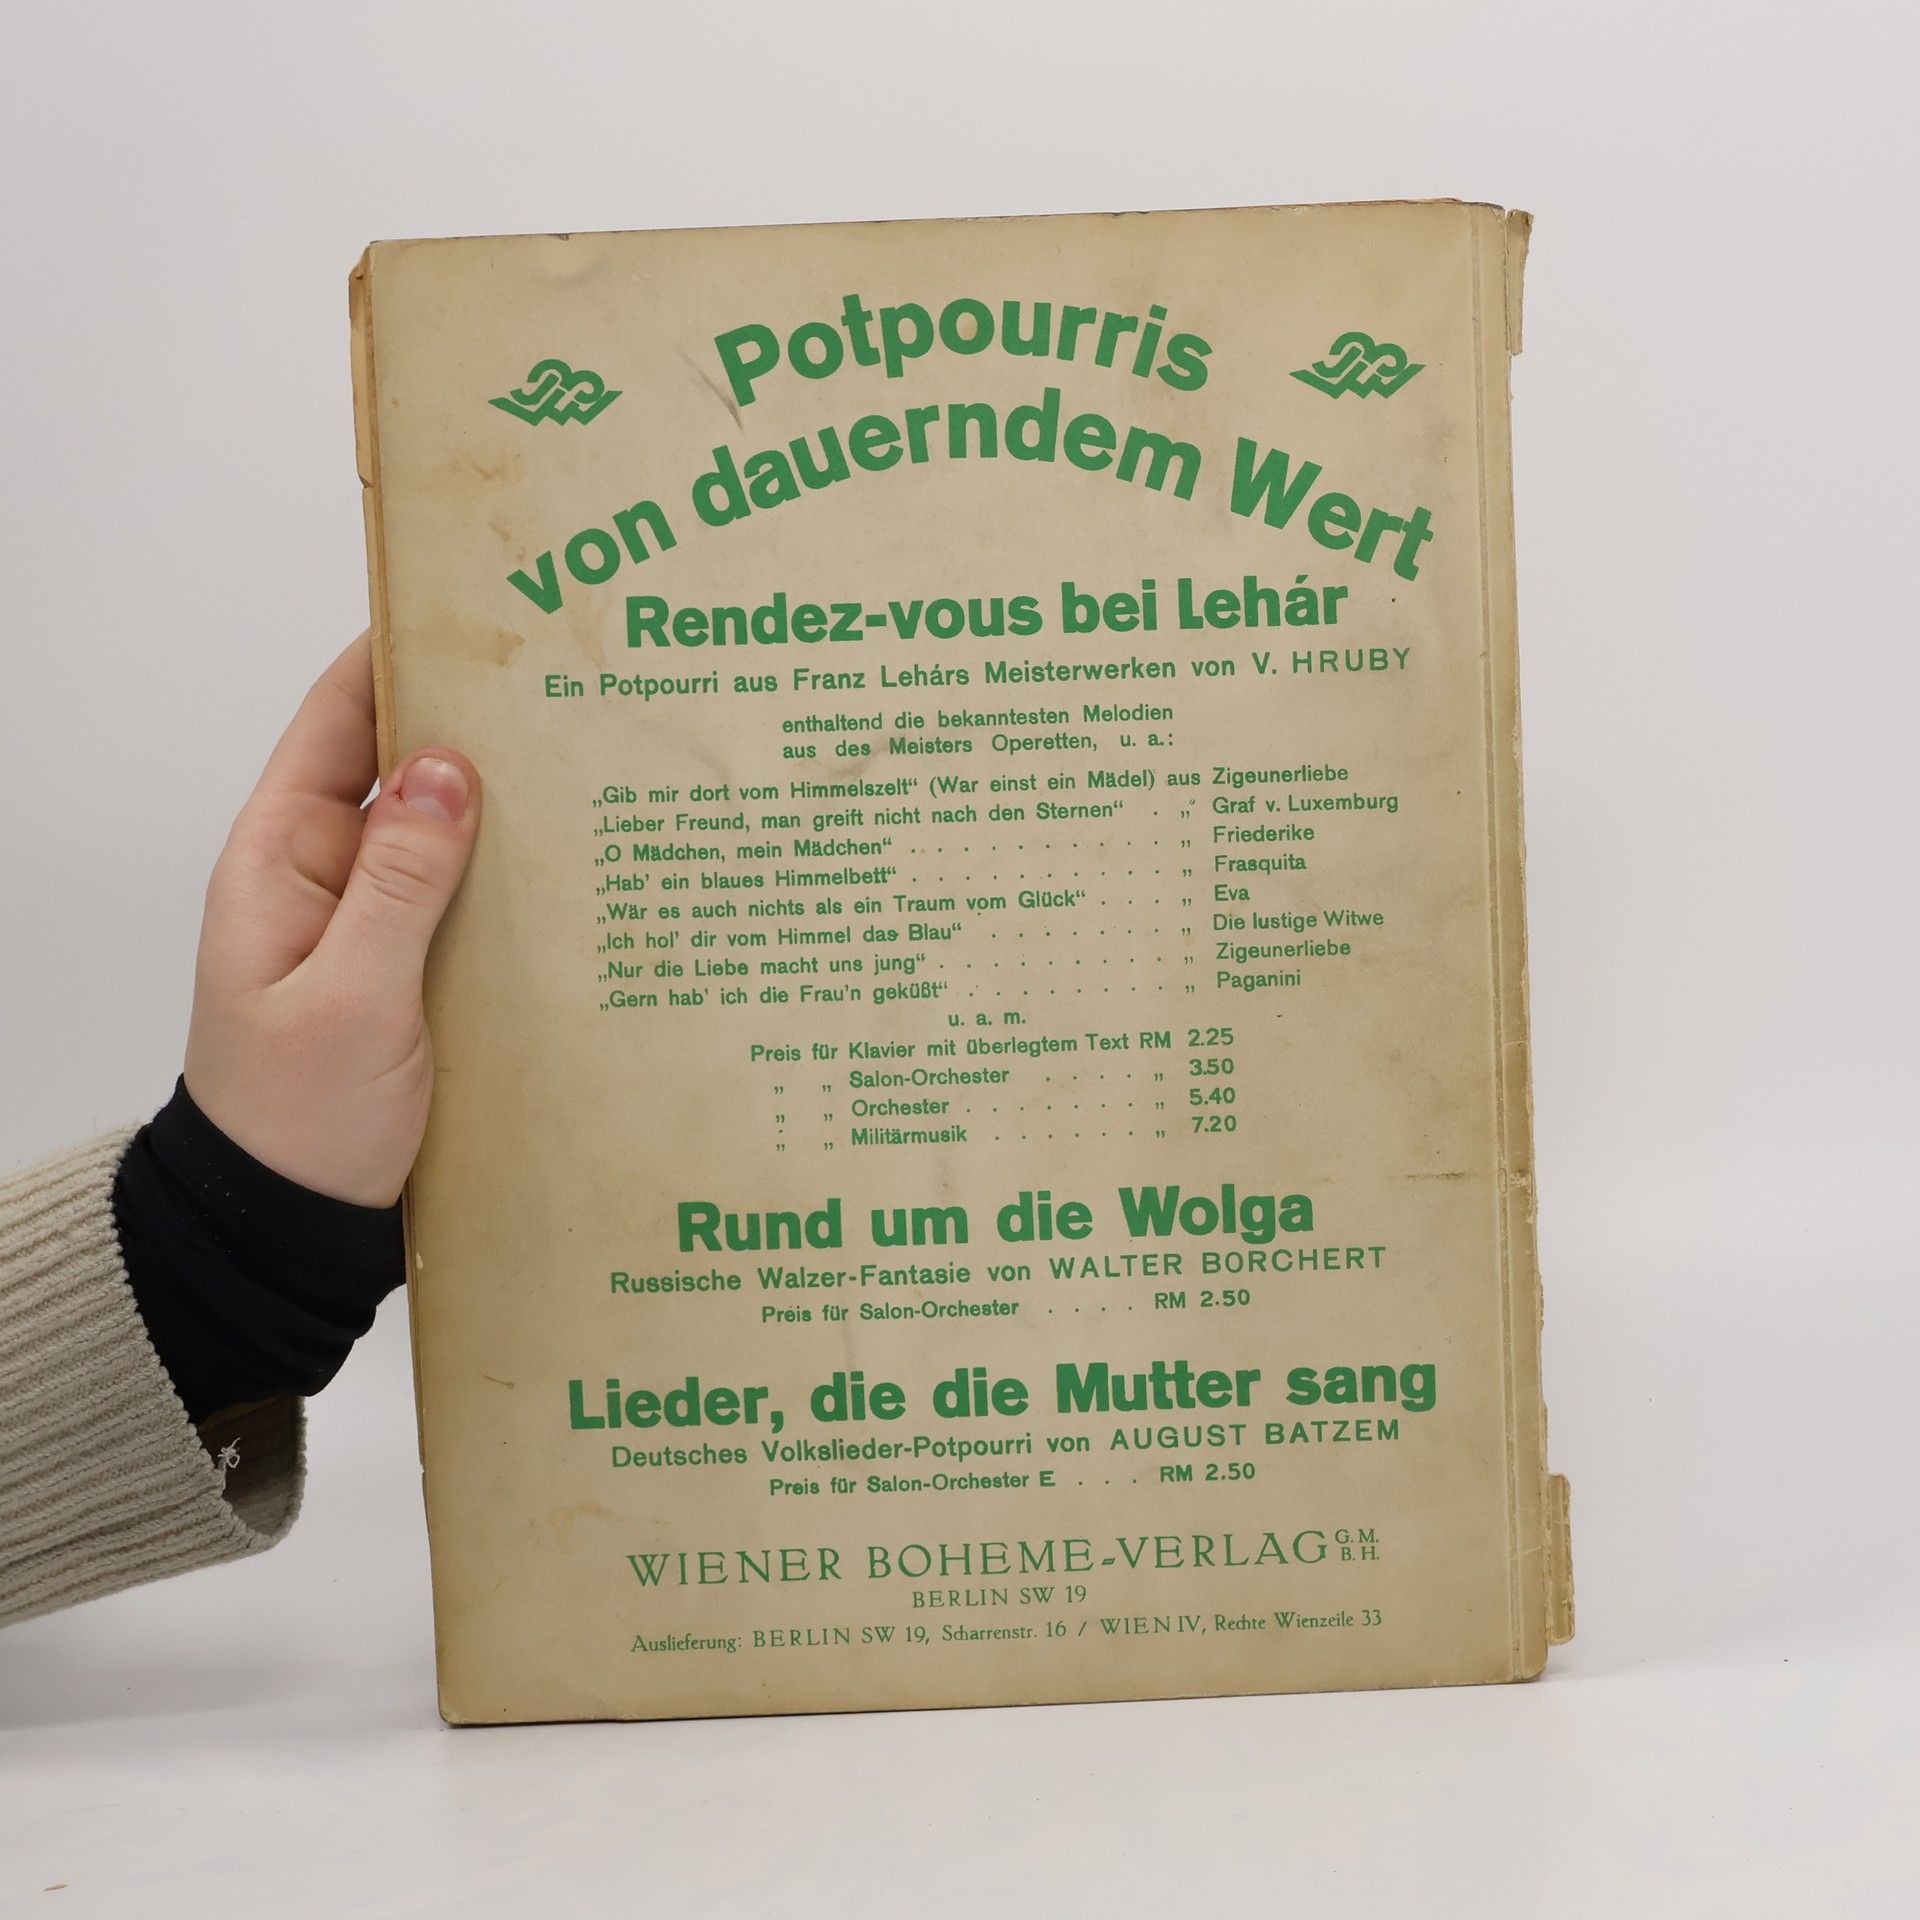 Potpourris
von dauerndem Wert
Rendez-vous bei Lehár
Ein Potpourri aus Franz Lehárs Meisterwerken von V. HRUBY
enthaltend die bekanntesten Melodien
aus des Meisters Operetten, u. a.:
„Gib mir dort vom Himmelszelt“ (War einst ein Mädel) aus Zigeunerliebe
„Lieber Freund, man greift nicht nach den Sternen“ . „ Graf v. Luxemburg
„O Mädchen, mein Mädchen“ . . . . . . . . . . „ Friederike
„Hab' ein blaues Himmelbett“ . . . . . . . . . . „ Frasquita
„Wär es auch nichts als ein Traum vom Glück“ . . . „ Eva
„Ich hol' dir vom Himmel das Blau“ . . . . . . . „ Die lustige Witwe
„Nur die Liebe macht uns jung“ . . . . . . . . . „ Zigeunerliebe
„Gern hab' ich die Frau'n geküßt“ . . . . . . . . „ Paganini
u. a. m.
Preis für Klavier mit überlegtem Text RM 2.25
„ „ Salon-Orchester . . . . „ 3.50
„ „ Orchester . . . . . . . „ 5.40
„ „ Militärmusik . . . . . . „ 7.20
Rund um die Wolga
Russische Walzer-Fantasie von WALTER BORCHERT
Preis für Salon-Orchester . . . . RM 2.50
Lieder, die die Mutter sang
Deutsches Volkslieder-Potpourri von AUGUST BATZEM
Preis für Salon-Orchester E . . . RM 2.50
WIENER BOHEME-VERLAG G. M. B. H.
BERLIN SW 19
Auslieferung: BERLIN SW 19, Scharrenstr. 16 / WIEN IV, Rechte Wienzeile 33